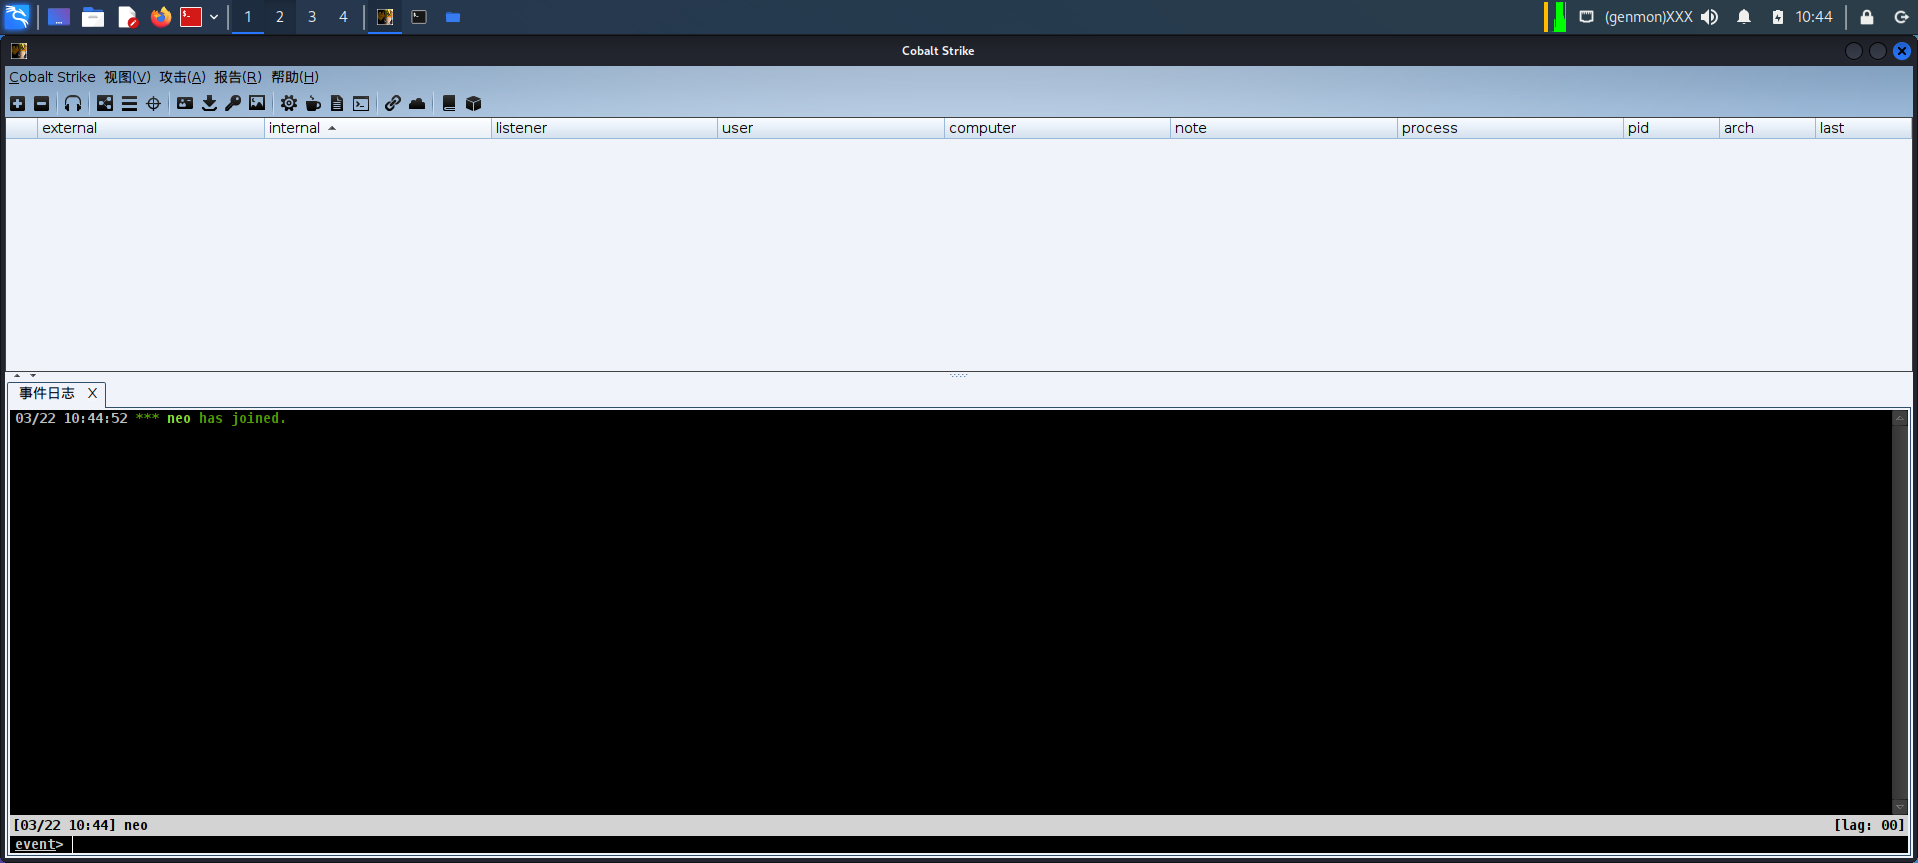 1 2 3 4 (genmon)XXX 10:44
Cobalt Strike
Cobalt Strike 视图(V) 攻击(A) 报告(R) 帮助(H)
external internal listener user computer note process pid arch last
事件日志 X
03/22 10:44:52 *** neo has joined.
[03/22 10:44] neo [lag: 00]
event>